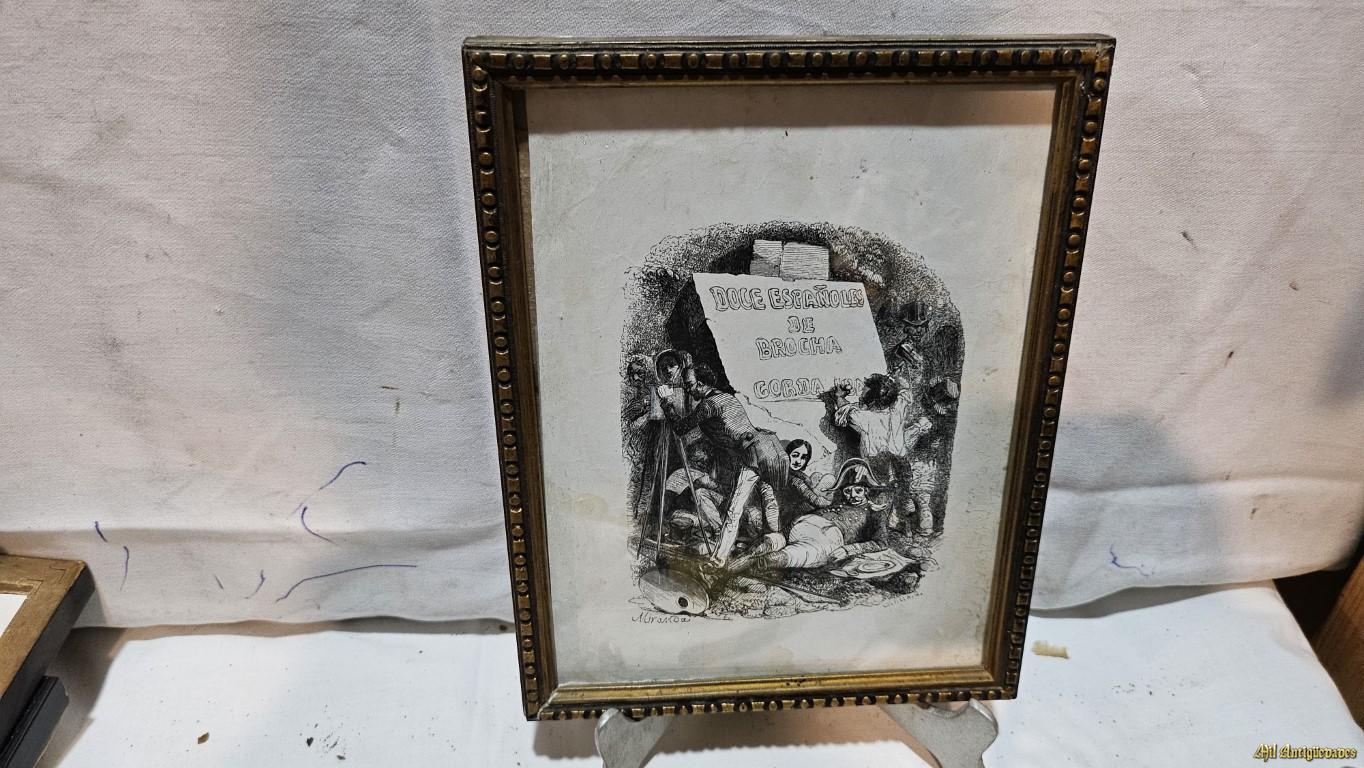 DOCE ESPAÑOLES
DE
BROCHA
GORDA
Miranda
Mil Antigüedades